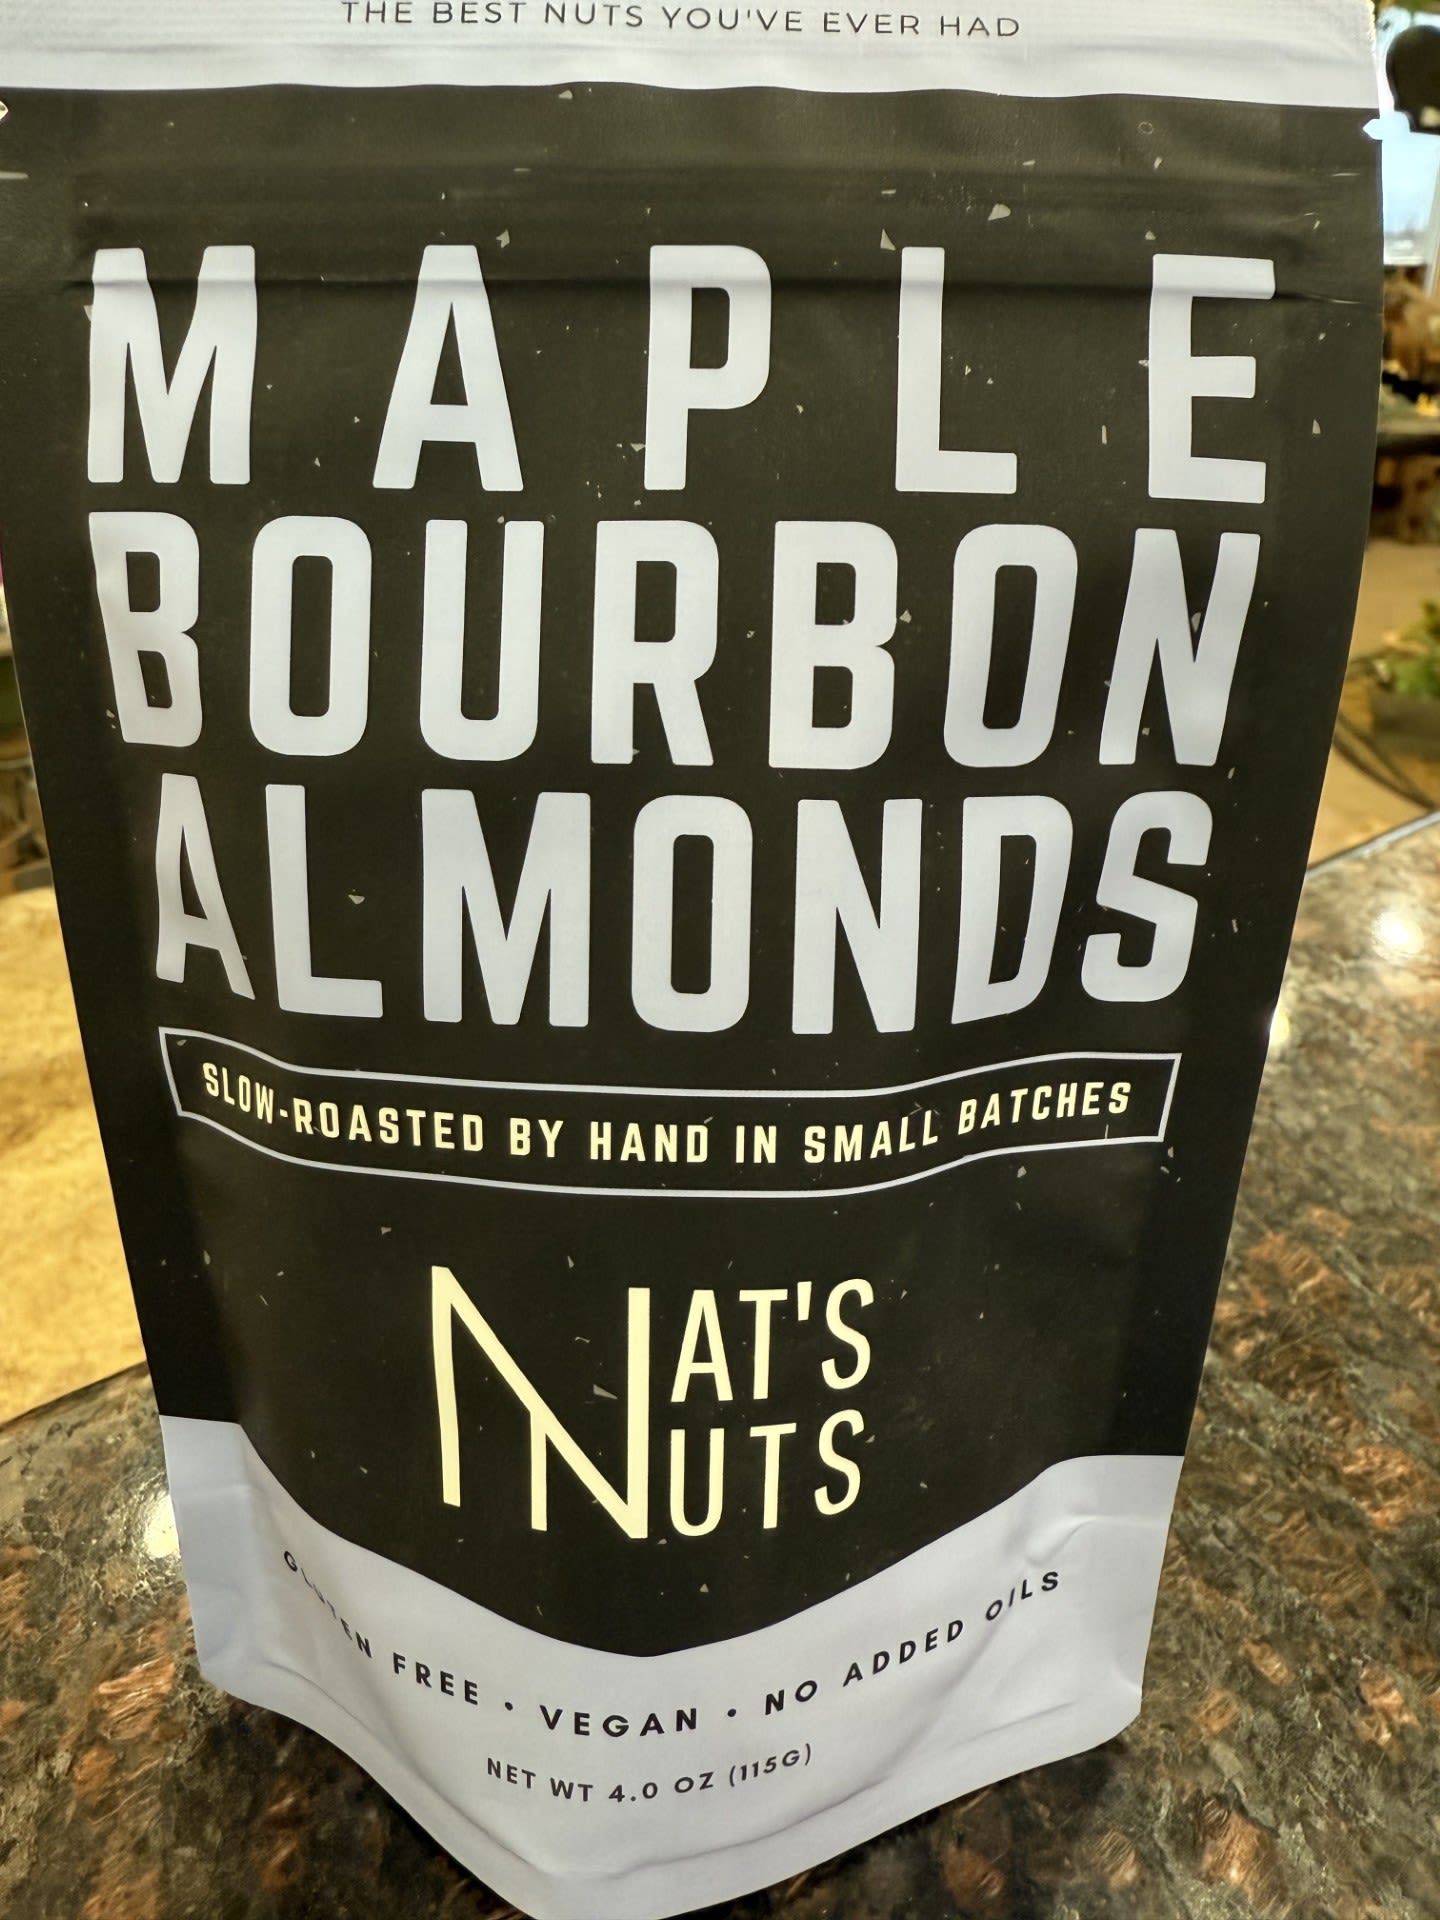 THE BEST NUTS YOU'VE EVER HAD
MAPLE
BOURBON
ALMONDS
SLOW-ROASTED BY HAND IN SMALL BATCHES
NAT'S
NUTS
GLUTEN FREE • VEGAN • NO ADDED OILS
NET WT 4.0 OZ (115G)